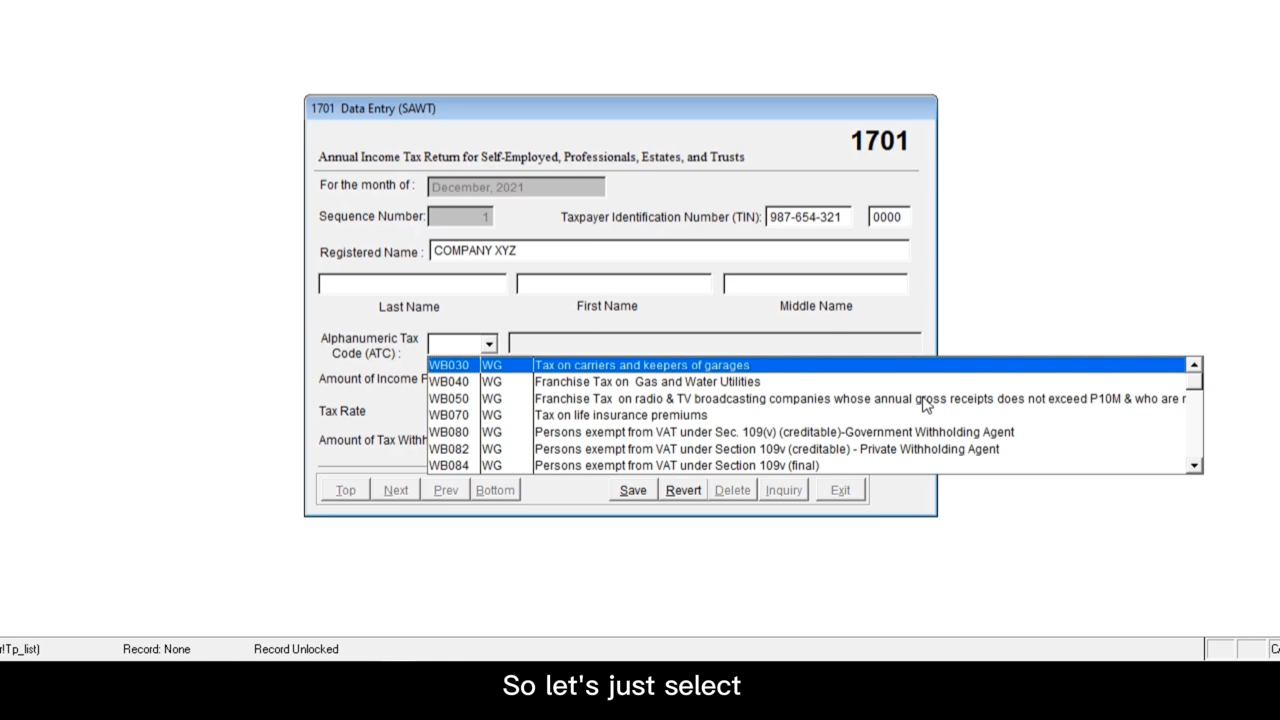 1701 Data Entry (SAWT)
1701
Annual Income Tax Return for Self-Employed, Professionals, Estates, and Trusts
For the month of :
December, 2021
Sequence Number:
1
Taxpayer Identification Number (TIN):
987-654-321
0000
Registered Name :
COMPANY XYZ
Last Name
First Name
Middle Name
Alphanumeric Tax
Code (ATC) :
WB030 WG Tax on carriers and keepers of garages
Amount of Income P
WB040 WG Franchise Tax on Gas and Water Utilities
WB050 WG Franchise Tax on radio & TV broadcasting companies whose annual gross receipts does not exceed P10M & who are r
Tax Rate
WB070 WG Tax on life insurance premiums
WB080 WG Persons exempt from VAT under Sec. 109(v) (creditable)-Government Withholding Agent
Amount of Tax Withh
WB082 WG Persons exempt from VAT under Section 109v (creditable) - Private Withholding Agent
WB084 WG Persons exempt from VAT under Section 109v (final)
Top Next Prev Bottom Save Revert Delete Inquiry Exit
r!Tp_list) Record: None Record Unlocked
So let's just select